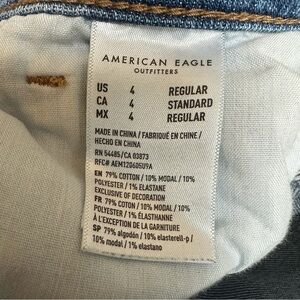 AMERICAN EAGLE
OUTFITTERS
US 4 REGULAR
CA 4 STANDARD
MX 4 REGULAR
MADE IN CHINA / FABRIQUÉ EN CHINE /
HECHO EN CHINA
RN 54485/CA 03873
RFC# AEM120605U9A
EN 79% COTTON / 10% MODAL / 10%
POLYESTER / 1% ELASTANE
EXCLUSIVE OF DECORATION
FR 79% COTON / 10% MODAL / 10%
POLYESTER / 1% ÉLASTHANNE
À L'EXCEPTION DE LA GARNITURE
SP 79% algodón / 10% elasterell-p /
10% modal / 1% elastano